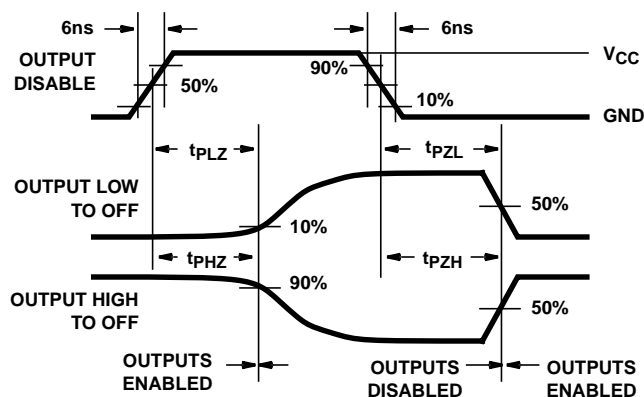 6ns
6ns
OUTPUT
DISABLE
50%
90%
10%
VCC
GND
tPLZ
tPZL
OUTPUT LOW
TO OFF
10%
50%
tPHZ
tPZH
OUTPUT HIGH
TO OFF
90%
50%
OUTPUTS
ENABLED
OUTPUTS
DISABLED
OUTPUTS
ENABLED